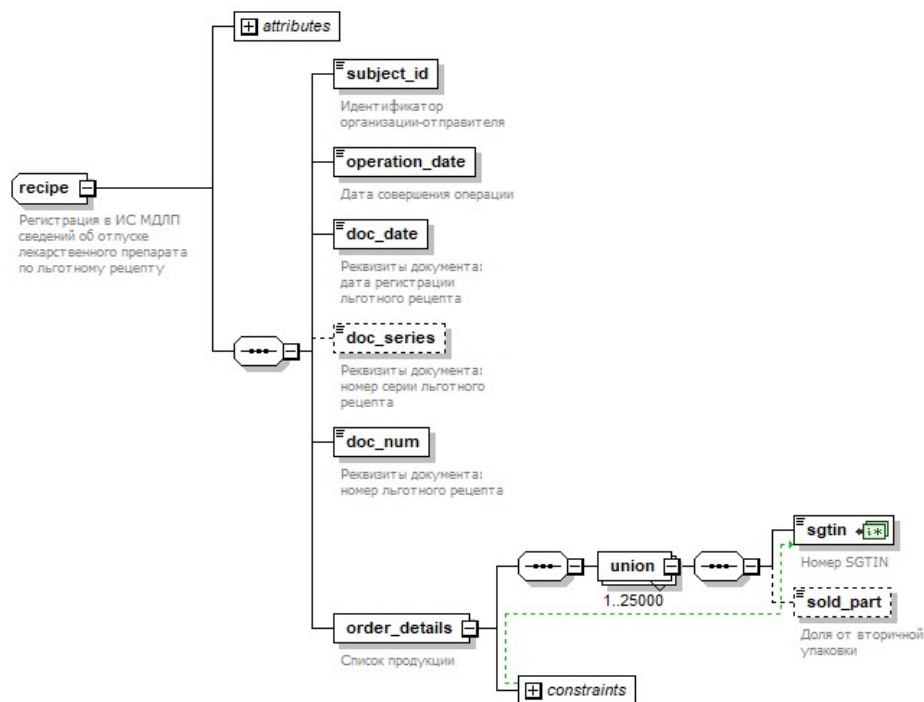 attributes
subject_id
Идентификатор
организации-отправителя
operation_date
Дата совершения операции
recipe
Регистрация в ИС МДЛП
сведений об отпуске
лекарственного препарата
по льготному рецепту
doc_date
Реквизиты документа:
дата регистрации
льготного рецепта
doc_series
Реквизиты документа:
номер серии льготного
рецепта
doc_num
Реквизиты документа:
номер льготного рецепта
order_details
Список продукции
union
1..25000
sgtin
Номер SGTIN
sold_part
Доля от вторичной
упаковки
constraints